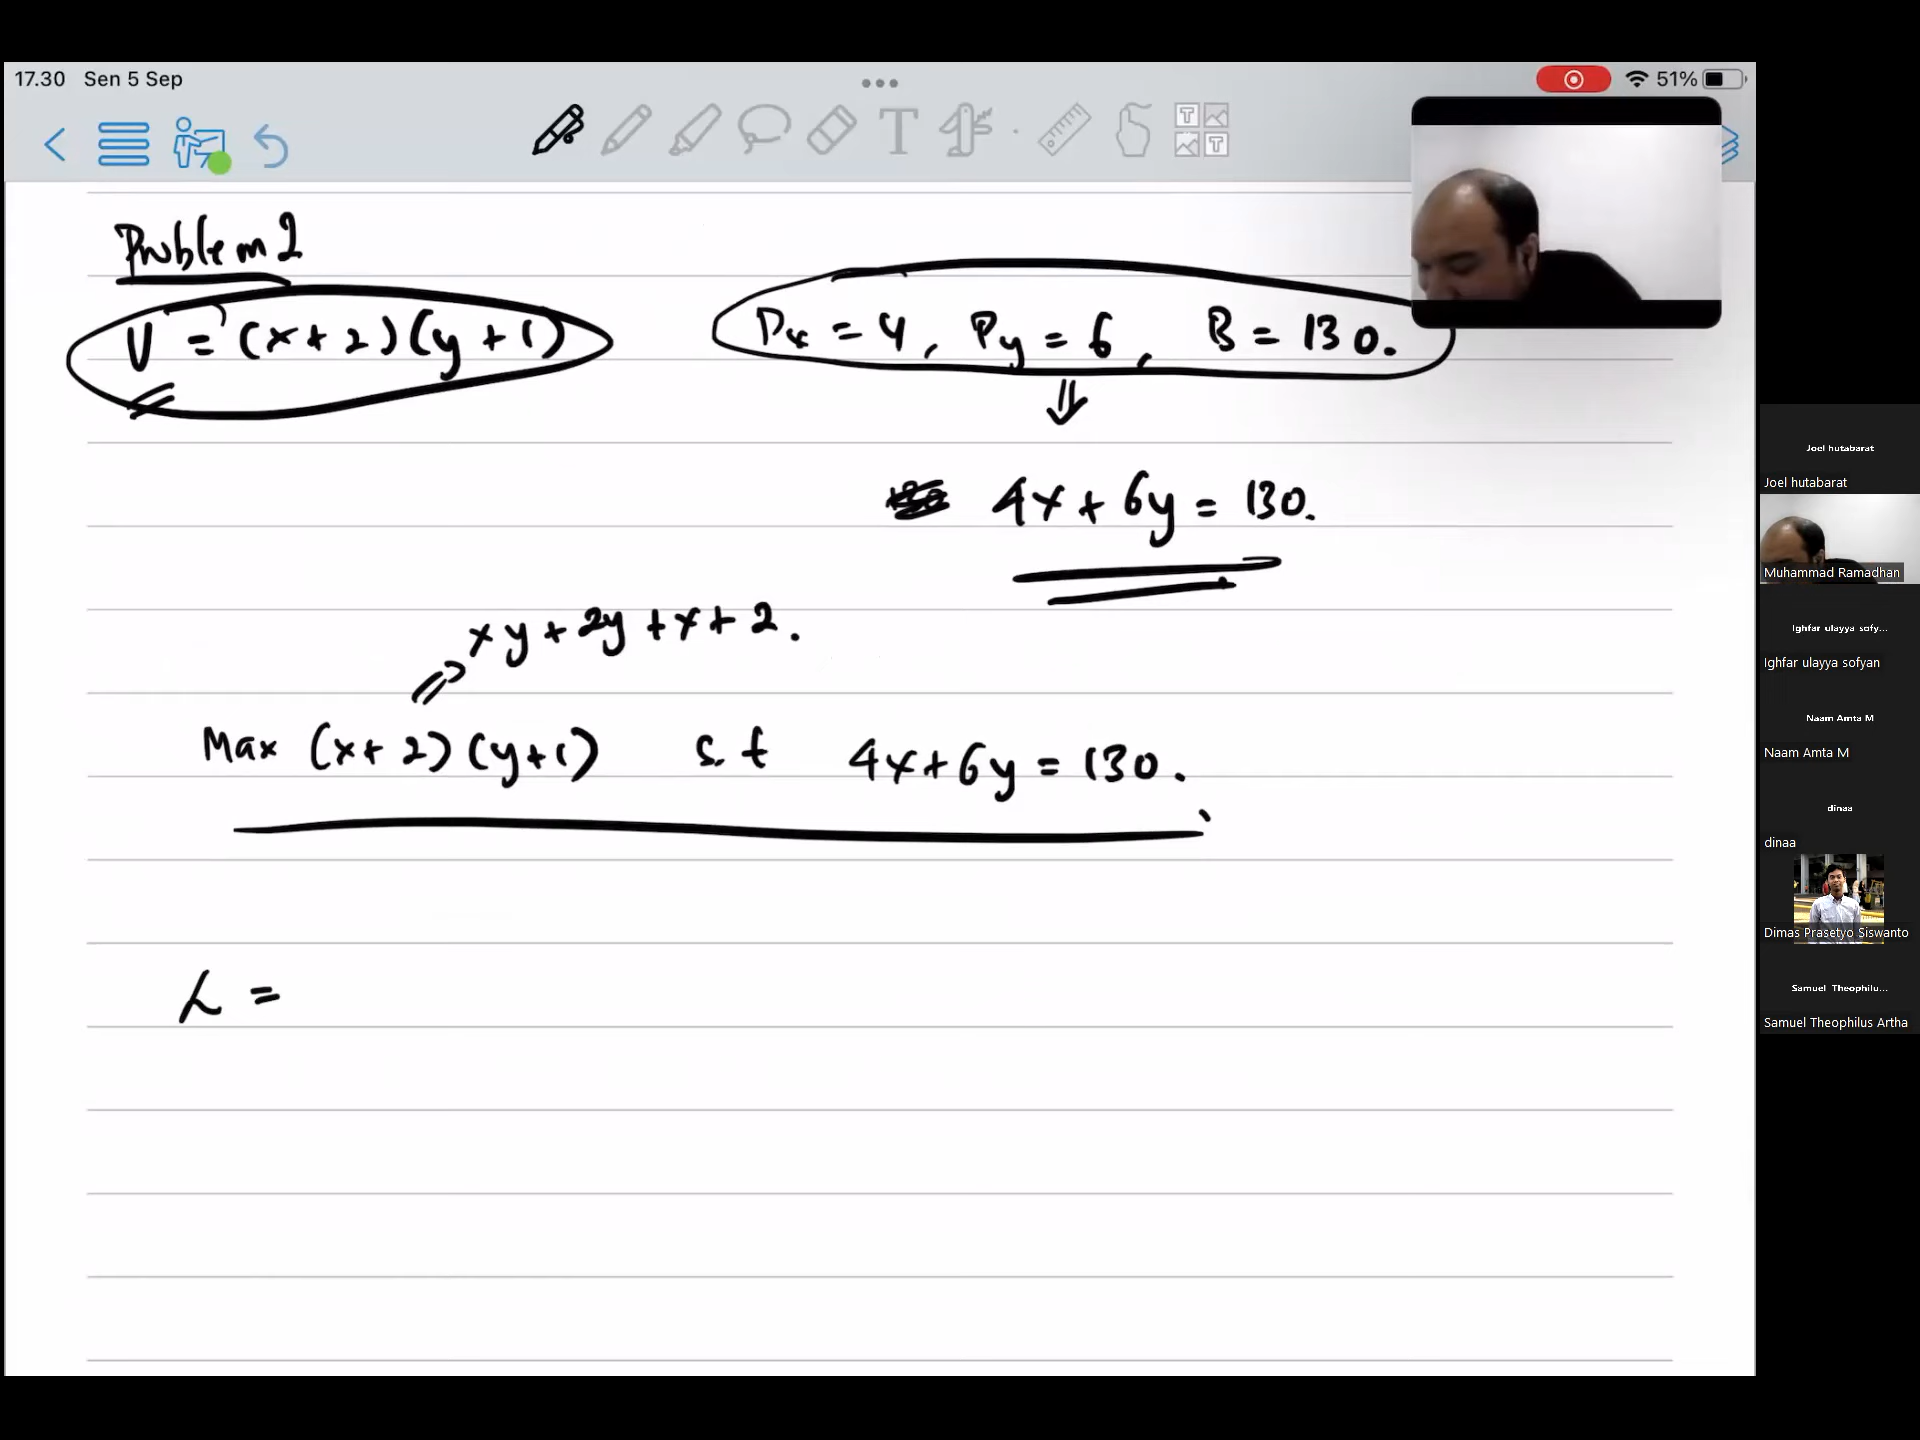 17.30 Sen 5 Sep
51%
Problem 2
U = (x+2)(y+1)
Px = 4, Py = 6, B = 130.
4x + 6y = 130.
xy + 2y + x + 2.
Max (x+2)(y+1) s.t 4x+6y = 130.
L =
Joel hutabarat
Joel hutabarat
Muhammad Ramadhan
Ighfar ulayya sofy...
Ighfar ulayya sofyan
Naam Amta M
Naam Amta M
dinaa
dinaa
Dimas Prasetyo Siswanto
Samuel Theophilu...
Samuel Theophilus Artha